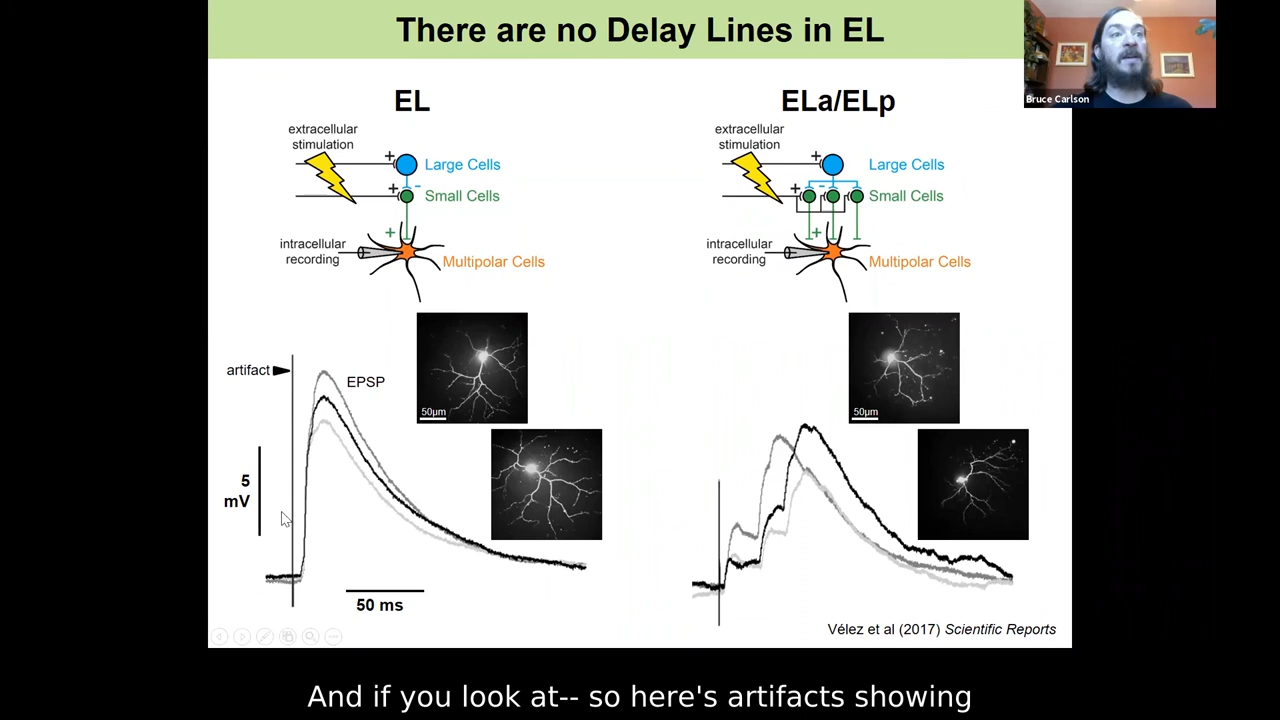 There are no Delay Lines in EL
Bruce Carlson
EL
extracellular
stimulation
+
Large Cells
+
-
Small Cells
+
intracellular
recording
Multipolar Cells
artifact
EPSP
50μm
5
mV
50 ms
ELa/ELp
extracellular
stimulation
+
Large Cells
+
-
Small Cells
+
intracellular
recording
Multipolar Cells
50μm
Vélez et al (2017) Scientific Reports
And if you look at-- so here's artifacts showing